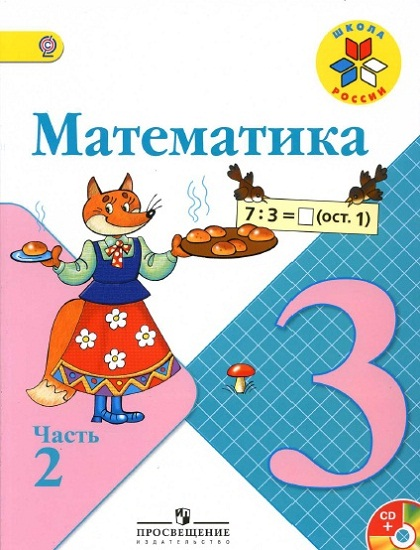 ШКОЛА
РОССИИ
Математика
7 : 3 = □ (ост. 1)
3
Часть
2
CD
+
ПРОСВЕЩЕНИЕ
ИЗДАТЕЛЬСТВО